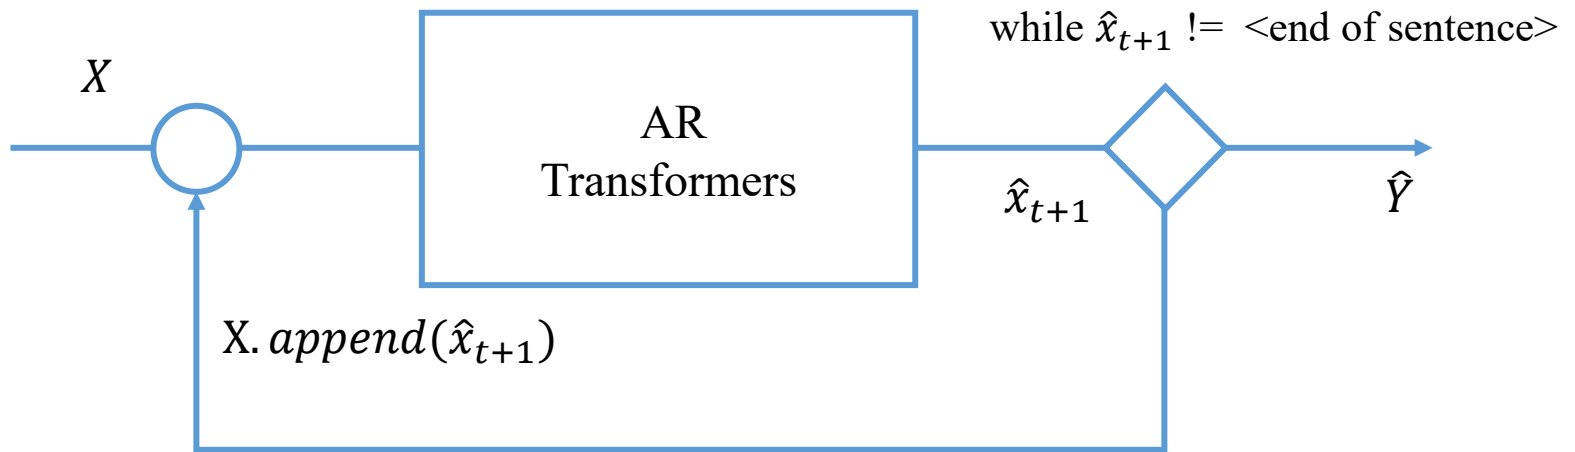 while x̂ₜ₊₁ != <end of sentence>
X
AR
Transformers
x̂ₜ₊₁
Ŷ
X.append(x̂ₜ₊₁)